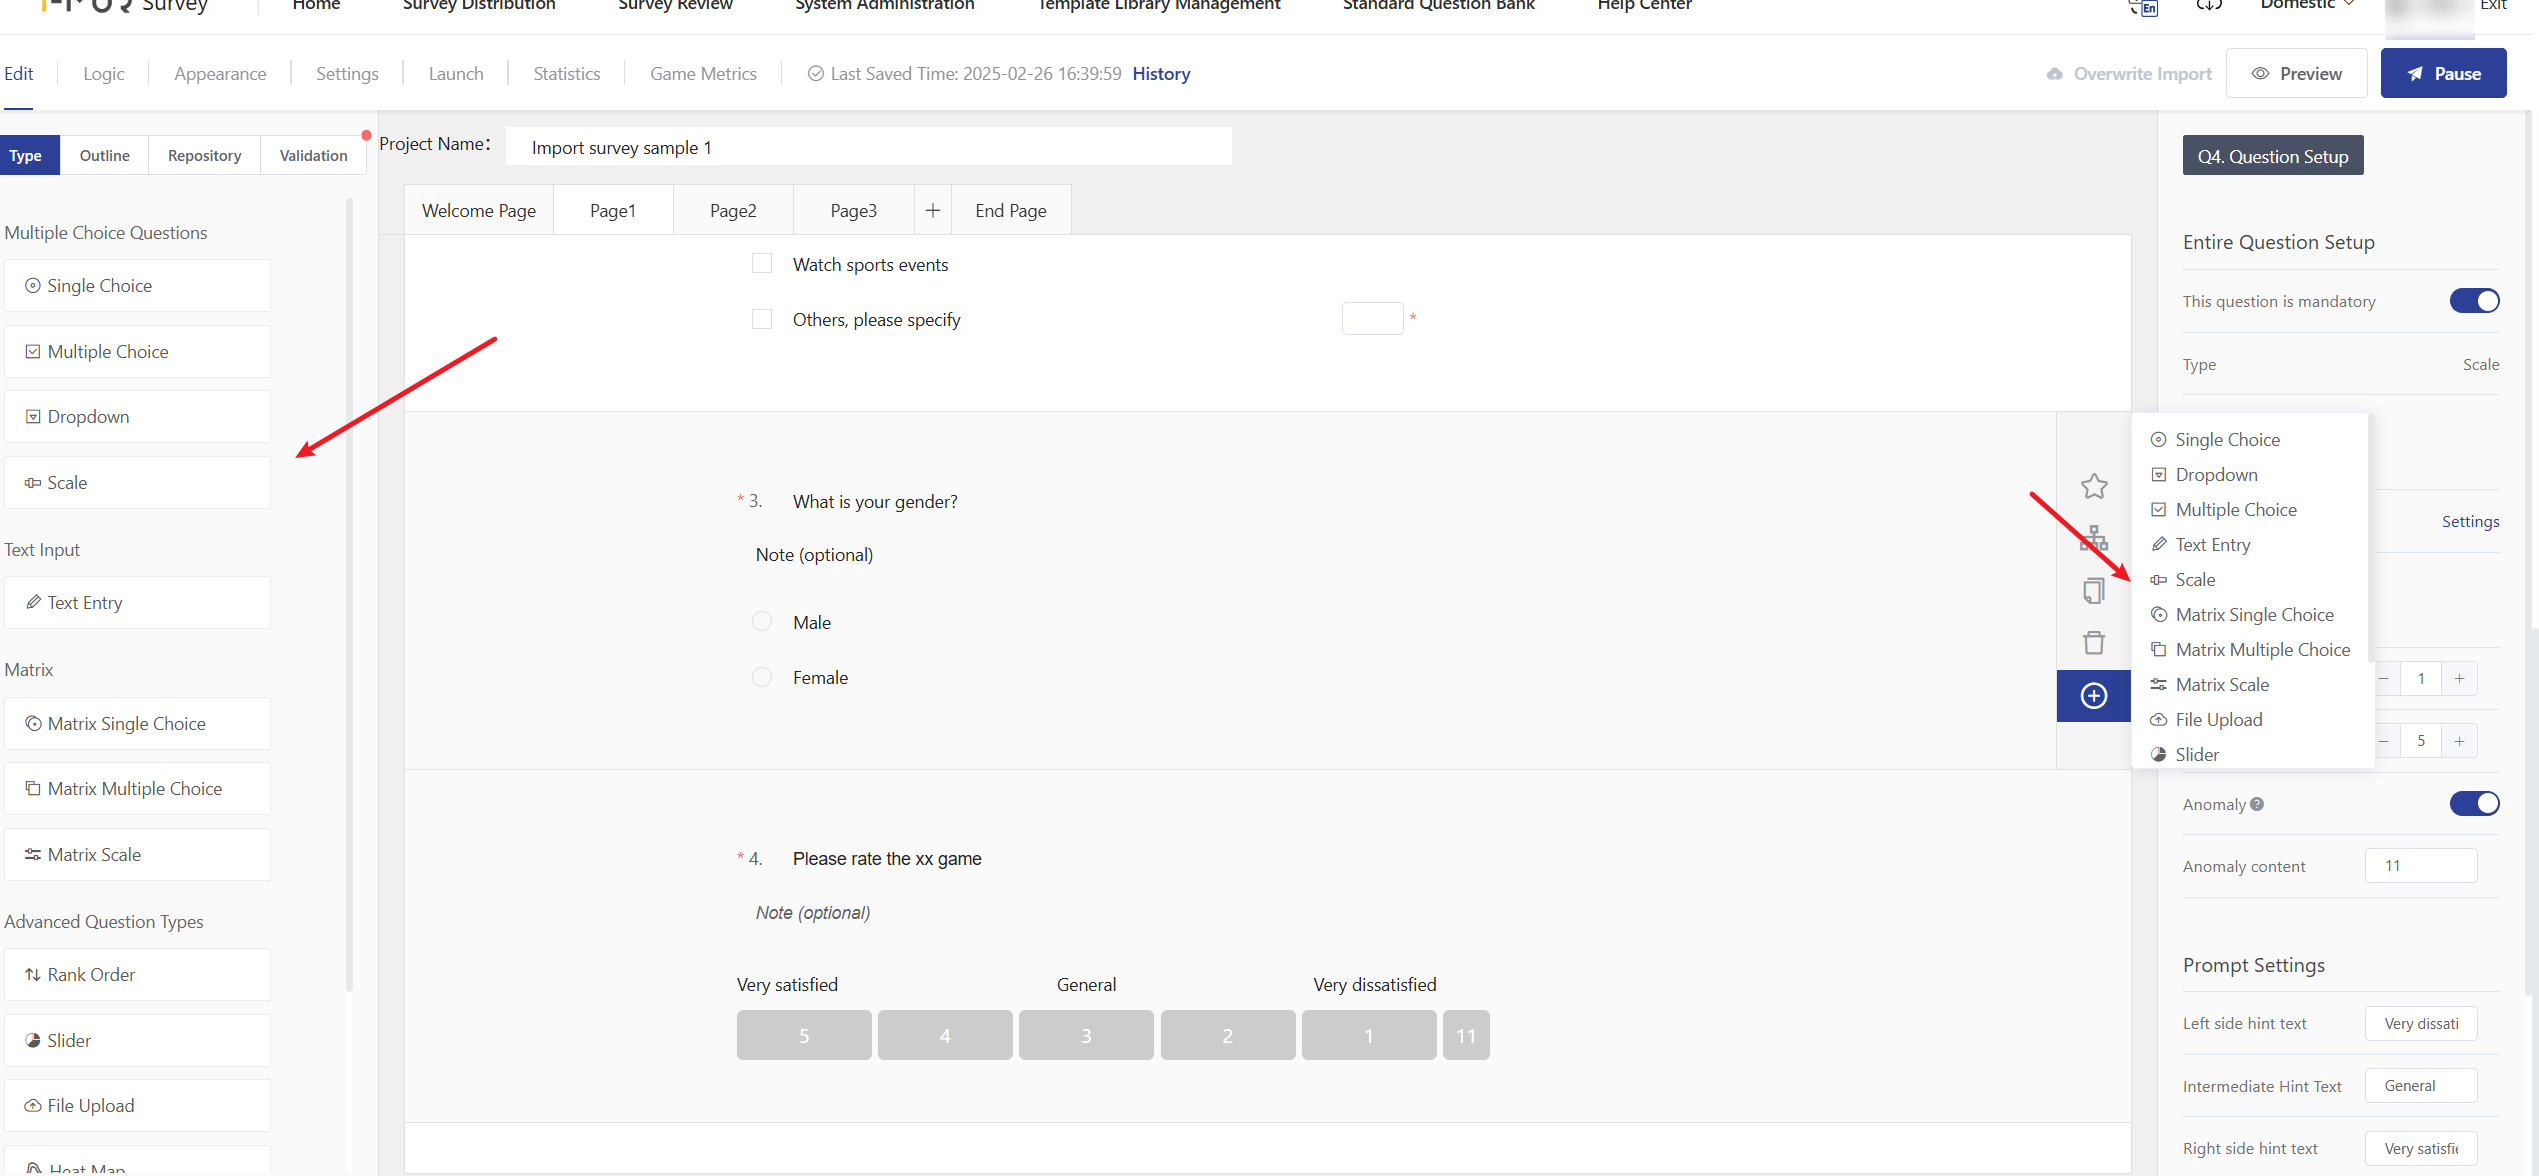 Survey
Home
Survey Distribution
Survey Review
System Administration
Template Library Management
Standard Question Bank
Help Center
En
Domestic
Exit
Edit
Logic
Appearance
Settings
Launch
Statistics
Game Metrics
Last Saved Time: 2025-02-26 16:39:59
History
Overwrite Import
Preview
Pause
Type
Outline
Repository
Validation
Multiple Choice Questions
Single Choice
Multiple Choice
Dropdown
Scale
Text Input
Text Entry
Matrix
Matrix Single Choice
Matrix Multiple Choice
Matrix Scale
Advanced Question Types
Rank Order
Slider
File Upload
Heat Map
Project Name：
Import survey sample 1
Welcome Page
Page1
Page2
Page3
+
End Page
Watch sports events
Others, please specify
*
* 3. What is your gender?
Note (optional)
Male
Female
* 4. Please rate the xx game
Note (optional)
Very satisfied General Very dissatisfied
5 4 3 2 1 11
Single Choice
Dropdown
Multiple Choice
Text Entry
Scale
Matrix Single Choice
Matrix Multiple Choice
Matrix Scale
File Upload
Slider
Q4. Question Setup
Entire Question Setup
This question is mandatory
Type Scale
Settings
− 1 +
− 5 +
Anomaly ?
Anomaly content 11
Prompt Settings
Left side hint text Very dissati
Intermediate Hint Text General
Right side hint text Very satisfi